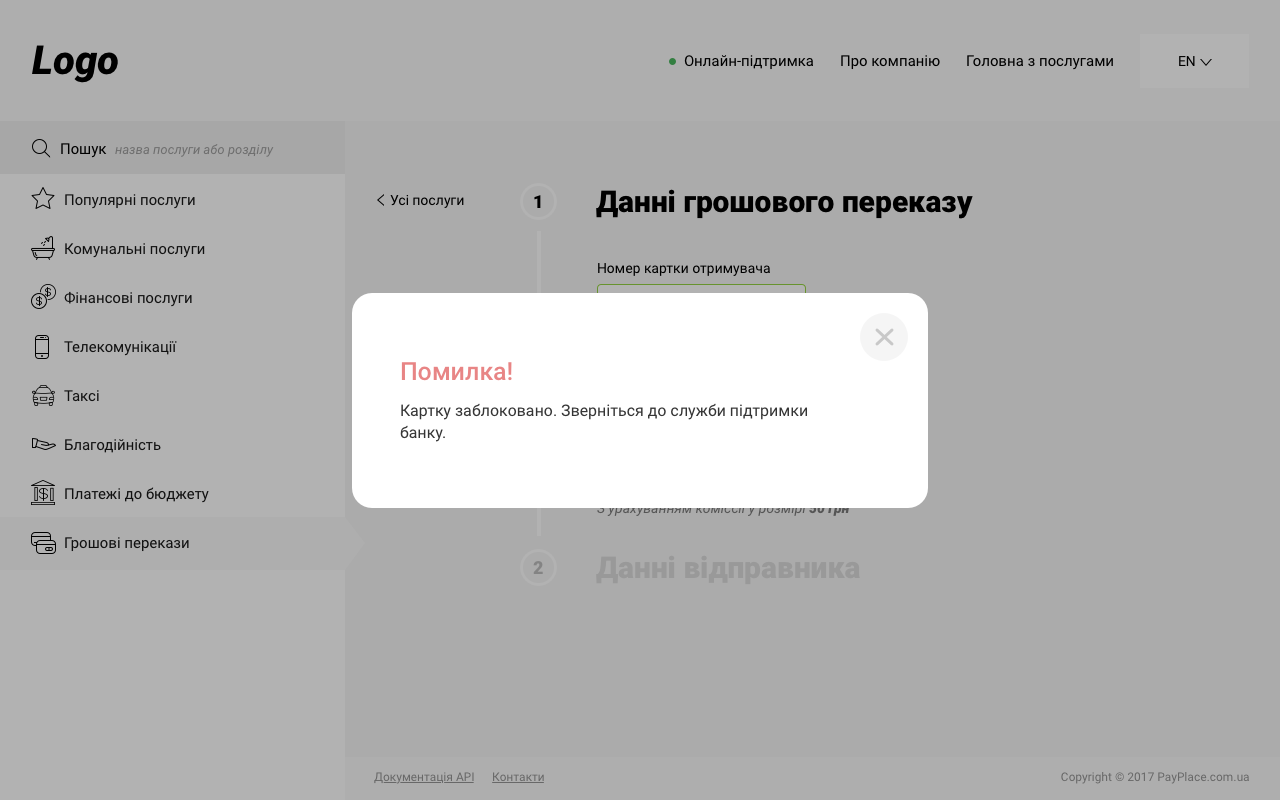 Logo
Онлайн-підтримка
Про компанію
Головна з послугами
EN
Пошук назва послуги або розділу
Популярні послуги
Комунальні послуги
Фінансові послуги
Телекомунікації
Таксі
Благодійність
Платежі до бюджету
Грошові перекази
Усі послуги
1
Данні грошового переказу
Номер картки отримувача
Помилка!
Картку заблоковано. Зверніться до служби підтримки
банку.
З урахуванням коміссії у розмірі 50 грн
2
Данні відправника
Документація API
Контакти
Copyright © 2017 PayPlace.com.ua